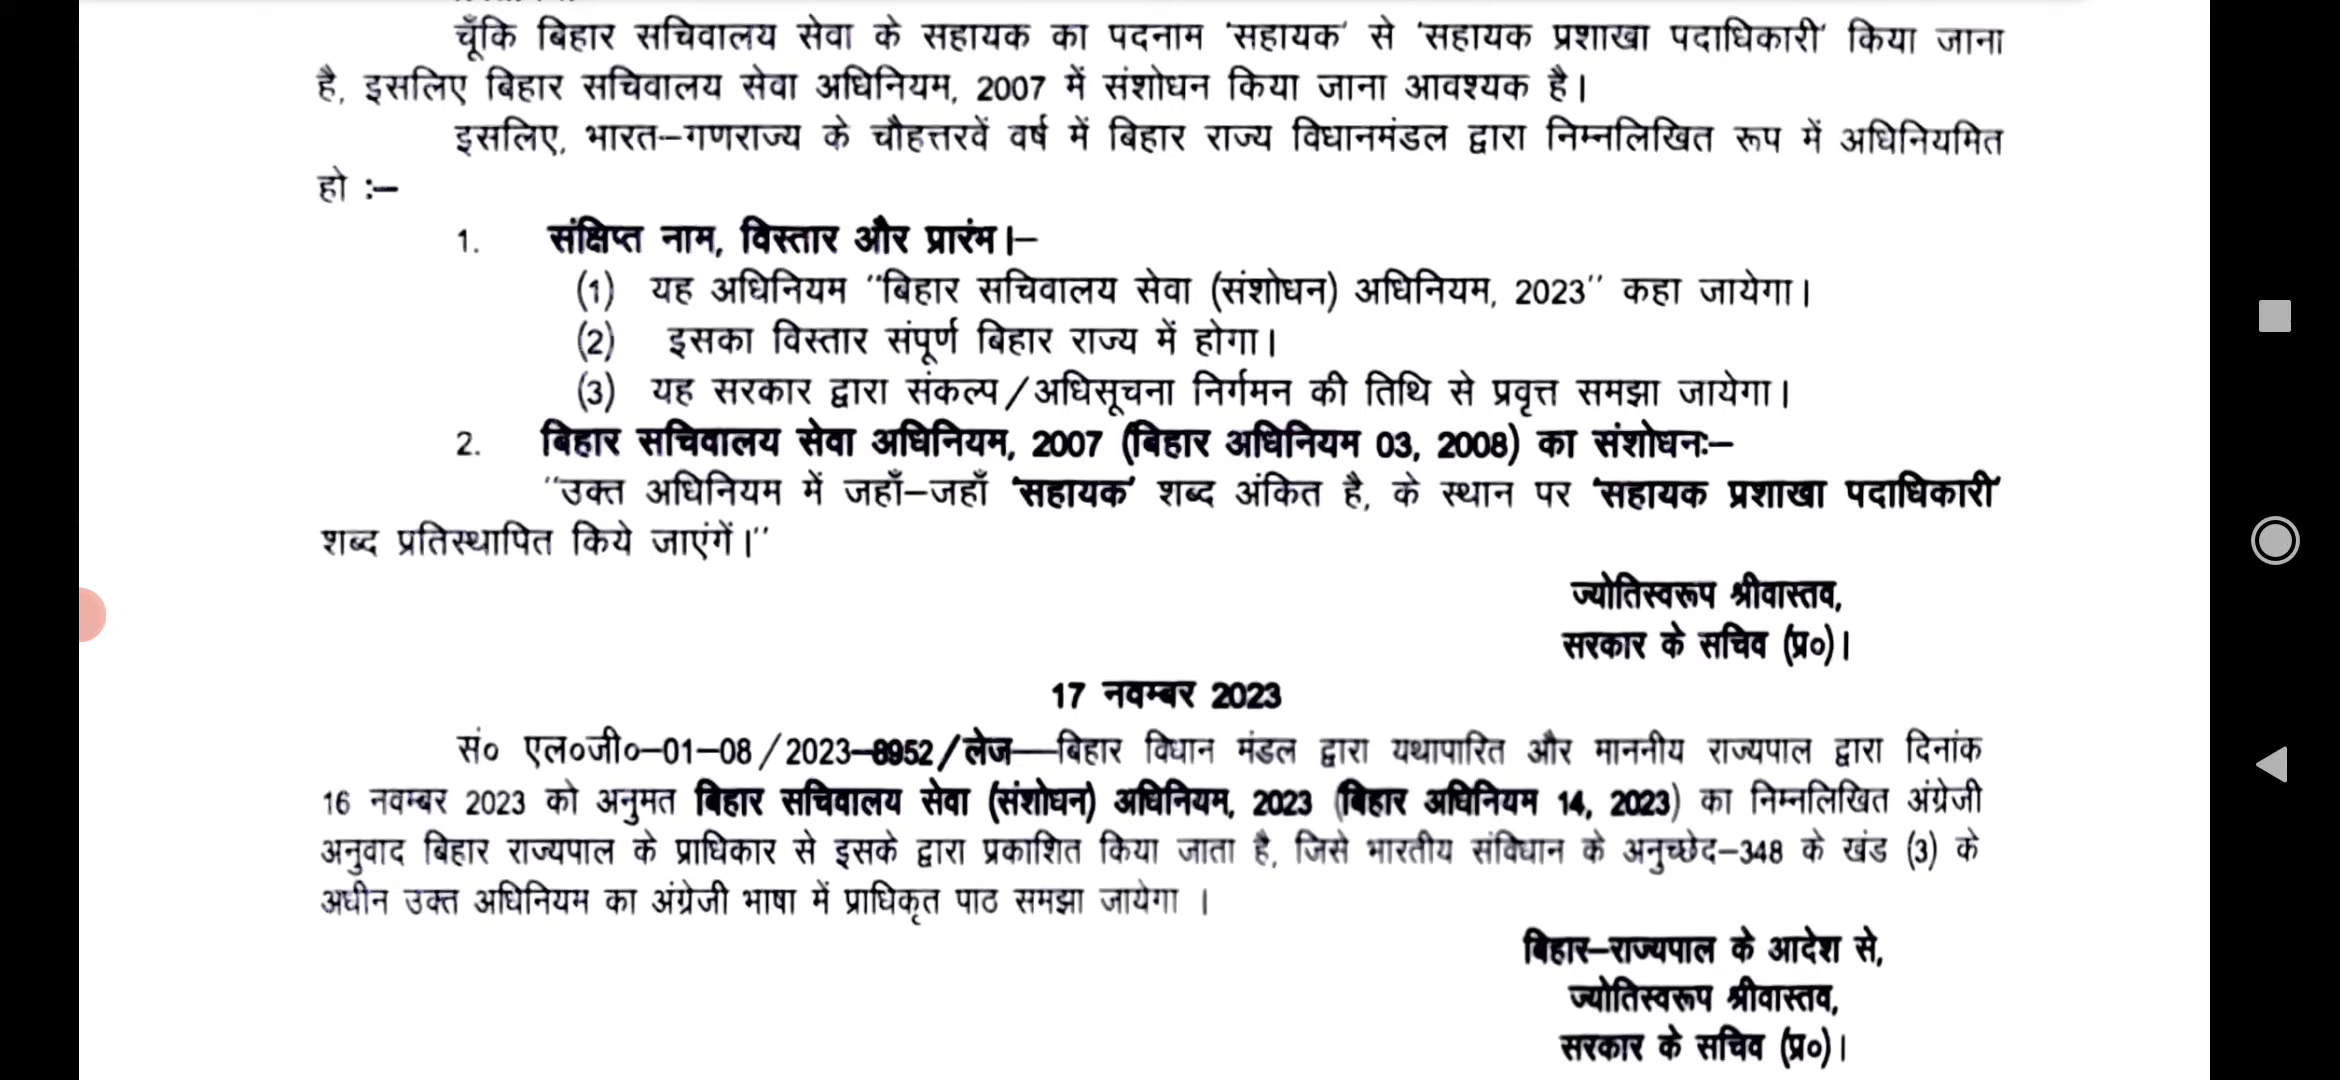 चूँकि बिहार सचिवालय सेवा के सहायक का पदनाम 'सहायक' से 'सहायक प्रशाखा पदाधिकारी' किया जाना
है, इसलिए बिहार सचिवालय सेवा अधिनियम, 2007 में संशोधन किया जाना आवश्यक है।
इसलिए, भारत–गणराज्य के चौहत्तरवें वर्ष में बिहार राज्य विधानमंडल द्वारा निम्नलिखित रूप में अधिनियमित
हो :–
1. संक्षिप्त नाम, विस्तार और प्रारंभ।–
(1) यह अधिनियम "बिहार सचिवालय सेवा (संशोधन) अधिनियम, 2023" कहा जायेगा।
(2) इसका विस्तार संपूर्ण बिहार राज्य में होगा।
(3) यह सरकार द्वारा संकल्प/अधिसूचना निर्गमन की तिथि से प्रवृत्त समझा जायेगा।
2. बिहार सचिवालय सेवा अधिनियम, 2007 (बिहार अधिनियम 03, 2008) का संशोधनः–
"उक्त अधिनियम में जहाँ–जहाँ 'सहायक' शब्द अंकित है, के स्थान पर 'सहायक प्रशाखा पदाधिकारी'
शब्द प्रतिस्थापित किये जाएंगें।"
ज्योतिस्वरूप श्रीवास्तव,
सरकार के सचिव (प्र०)।
17 नवम्बर 2023
सं० एल०जी०–01–08/2023–8952/लेज—बिहार विधान मंडल द्वारा यथापारित और माननीय राज्यपाल द्वारा दिनांक
16 नवम्बर 2023 को अनुमत बिहार सचिवालय सेवा (संशोधन) अधिनियम, 2023 (बिहार अधिनियम 14, 2023) का निम्नलिखित अंग्रेजी
अनुवाद बिहार राज्यपाल के प्राधिकार से इसके द्वारा प्रकाशित किया जाता है, जिसे भारतीय संविधान के अनुच्छेद–348 के खंड (3) के
अधीन उक्त अधिनियम का अंग्रेजी भाषा में प्राधिकृत पाठ समझा जायेगा ।
बिहार–राज्यपाल के आदेश से,
ज्योतिस्वरूप श्रीवास्तव,
सरकार के सचिव (प्र०)।